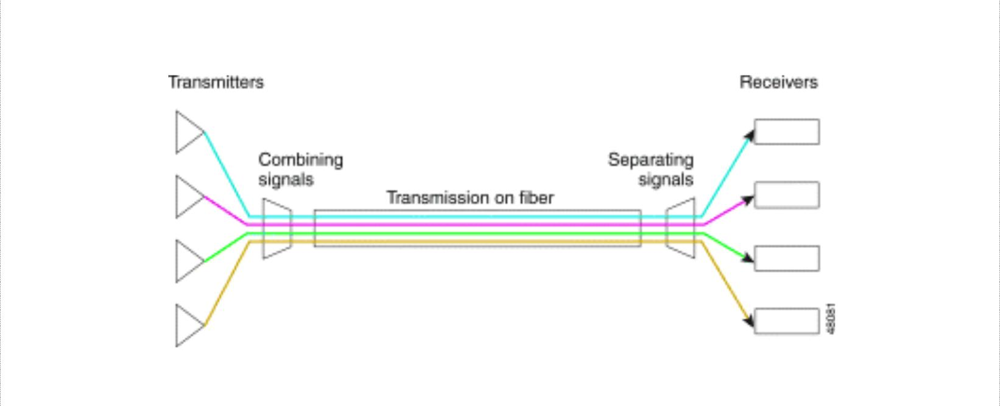 Transmitters
Receivers
Combining
signals
Separating
signals
Transmission on fiber
48081